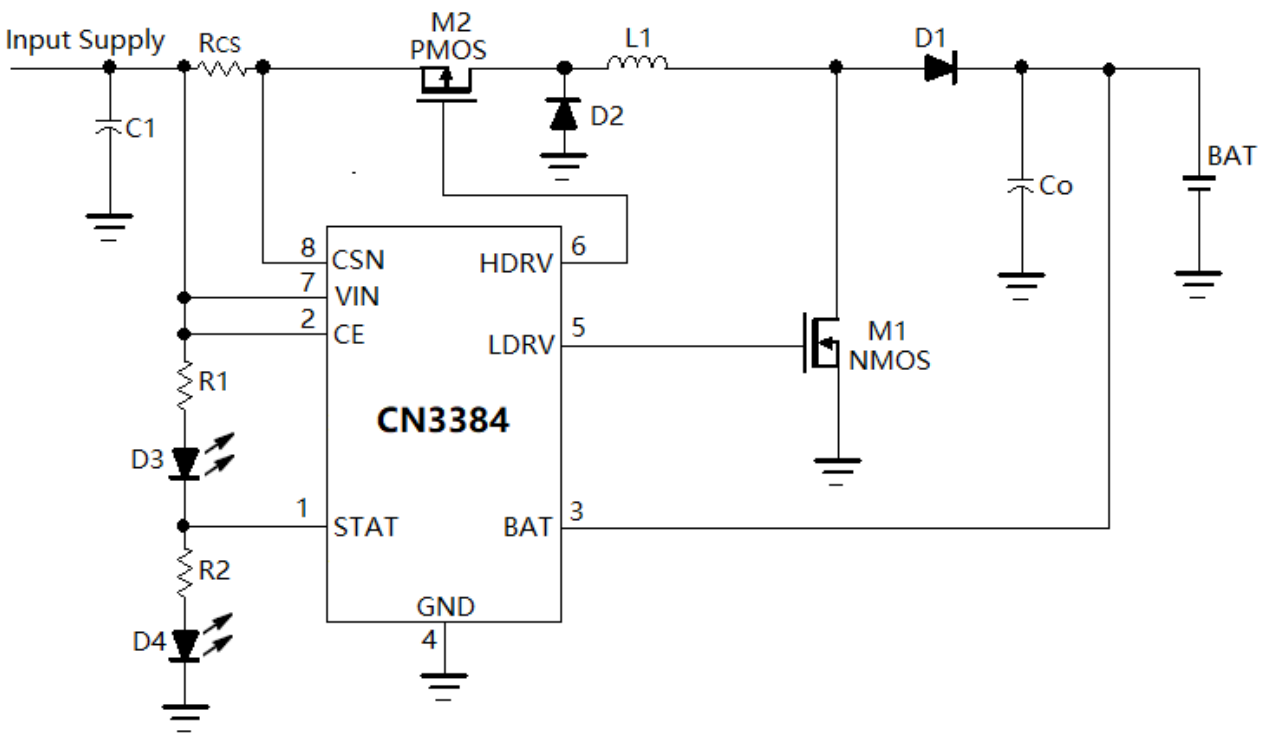 Input Supply
Rcs
M2
PMOS
L1
D1
C1
D2
Co
BAT
8
CSN
7
VIN
2
CE
HDRV
6
LDRV
5
M1
NMOS
R1
CN3384
D3
1
STAT
BAT
3
R2
D4
GND
4